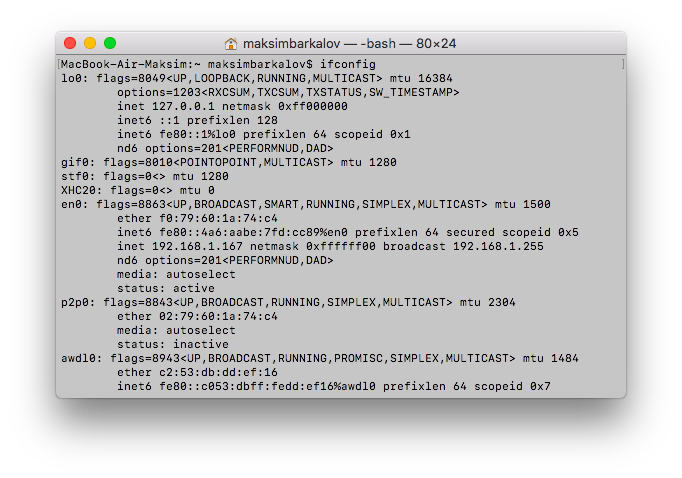 maksimbarkalov — -bash — 80×24
[MacBook-Air-Maksim:~ maksimbarkalov$ ifconfig ]
lo0: flags=8049<UP,LOOPBACK,RUNNING,MULTICAST> mtu 16384
options=1203<RXCSUM,TXCSUM,TXSTATUS,SW_TIMESTAMP>
inet 127.0.0.1 netmask 0xff000000
inet6 ::1 prefixlen 128
inet6 fe80::1%lo0 prefixlen 64 scopeid 0x1
nd6 options=201<PERFORMNUD,DAD>
gif0: flags=8010<POINTOPOINT,MULTICAST> mtu 1280
stf0: flags=0<> mtu 1280
XHC20: flags=0<> mtu 0
en0: flags=8863<UP,BROADCAST,SMART,RUNNING,SIMPLEX,MULTICAST> mtu 1500
ether f0:79:60:1a:74:c4
inet6 fe80::4a6:aabe:7fd:cc89%en0 prefixlen 64 secured scopeid 0x5
inet 192.168.1.167 netmask 0xffffff00 broadcast 192.168.1.255
nd6 options=201<PERFORMNUD,DAD>
media: autoselect
status: active
p2p0: flags=8843<UP,BROADCAST,RUNNING,SIMPLEX,MULTICAST> mtu 2304
ether 02:79:60:1a:74:c4
media: autoselect
status: inactive
awdl0: flags=8943<UP,BROADCAST,RUNNING,PROMISC,SIMPLEX,MULTICAST> mtu 1484
ether c2:53:db:dd:ef:16
inet6 fe80::c053:dbff:fedd:ef16%awdl0 prefixlen 64 scopeid 0x7